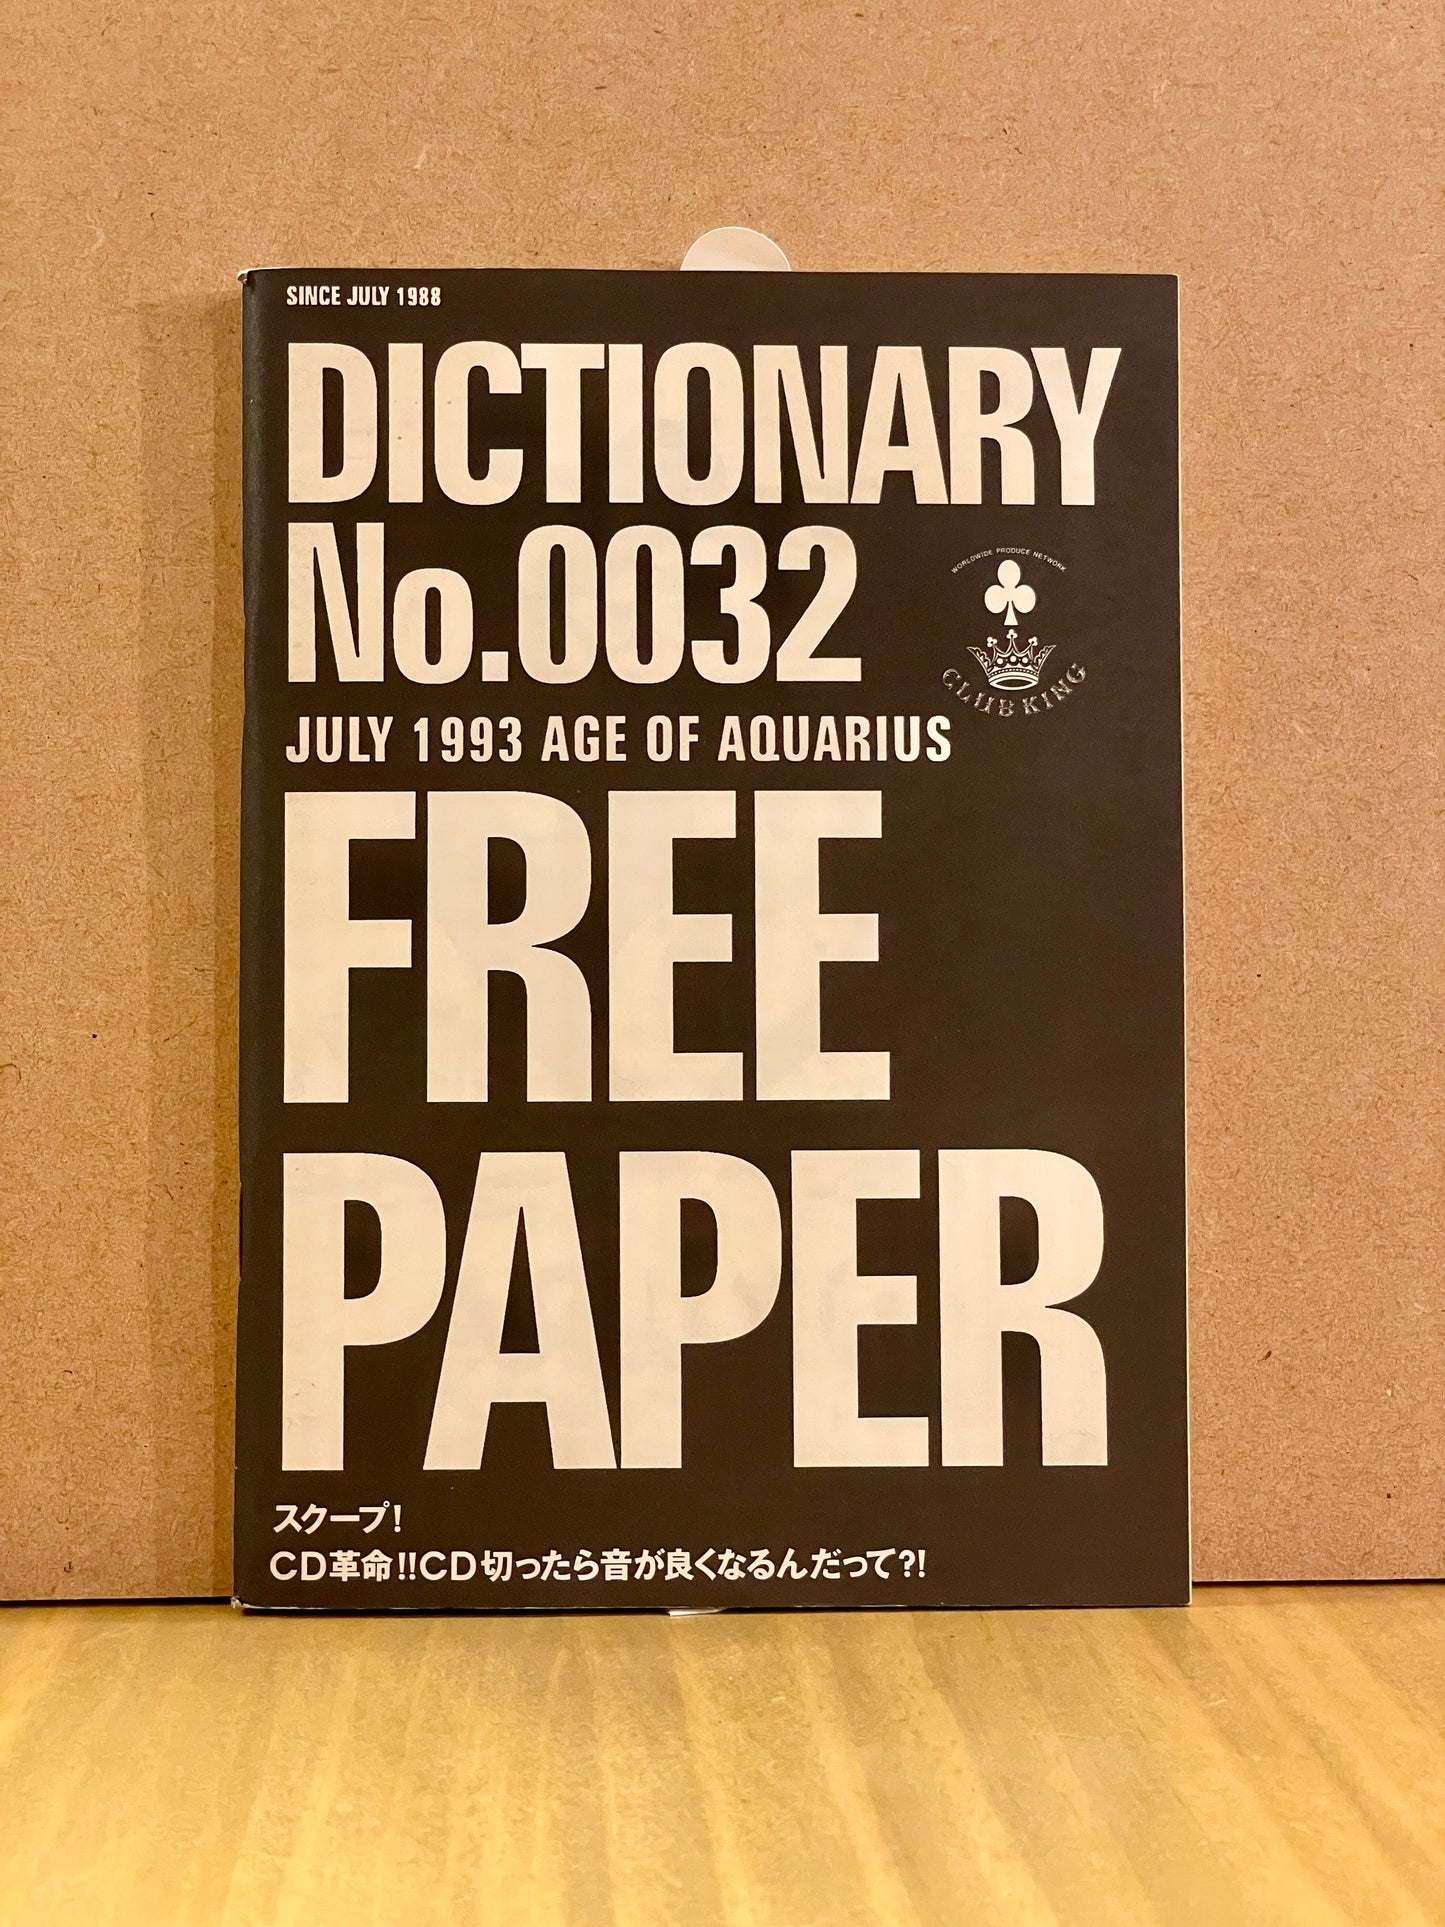 SINCE JULY 1988
DICTIONARY
No.0032
WORLDWIDE PRODUCE NETWORK
CLUB KING
JULY 1993 AGE OF AQUARIUS
FREE
PAPER
スクープ!
CD革命!!CD切ったら音が良くなるんだって?!